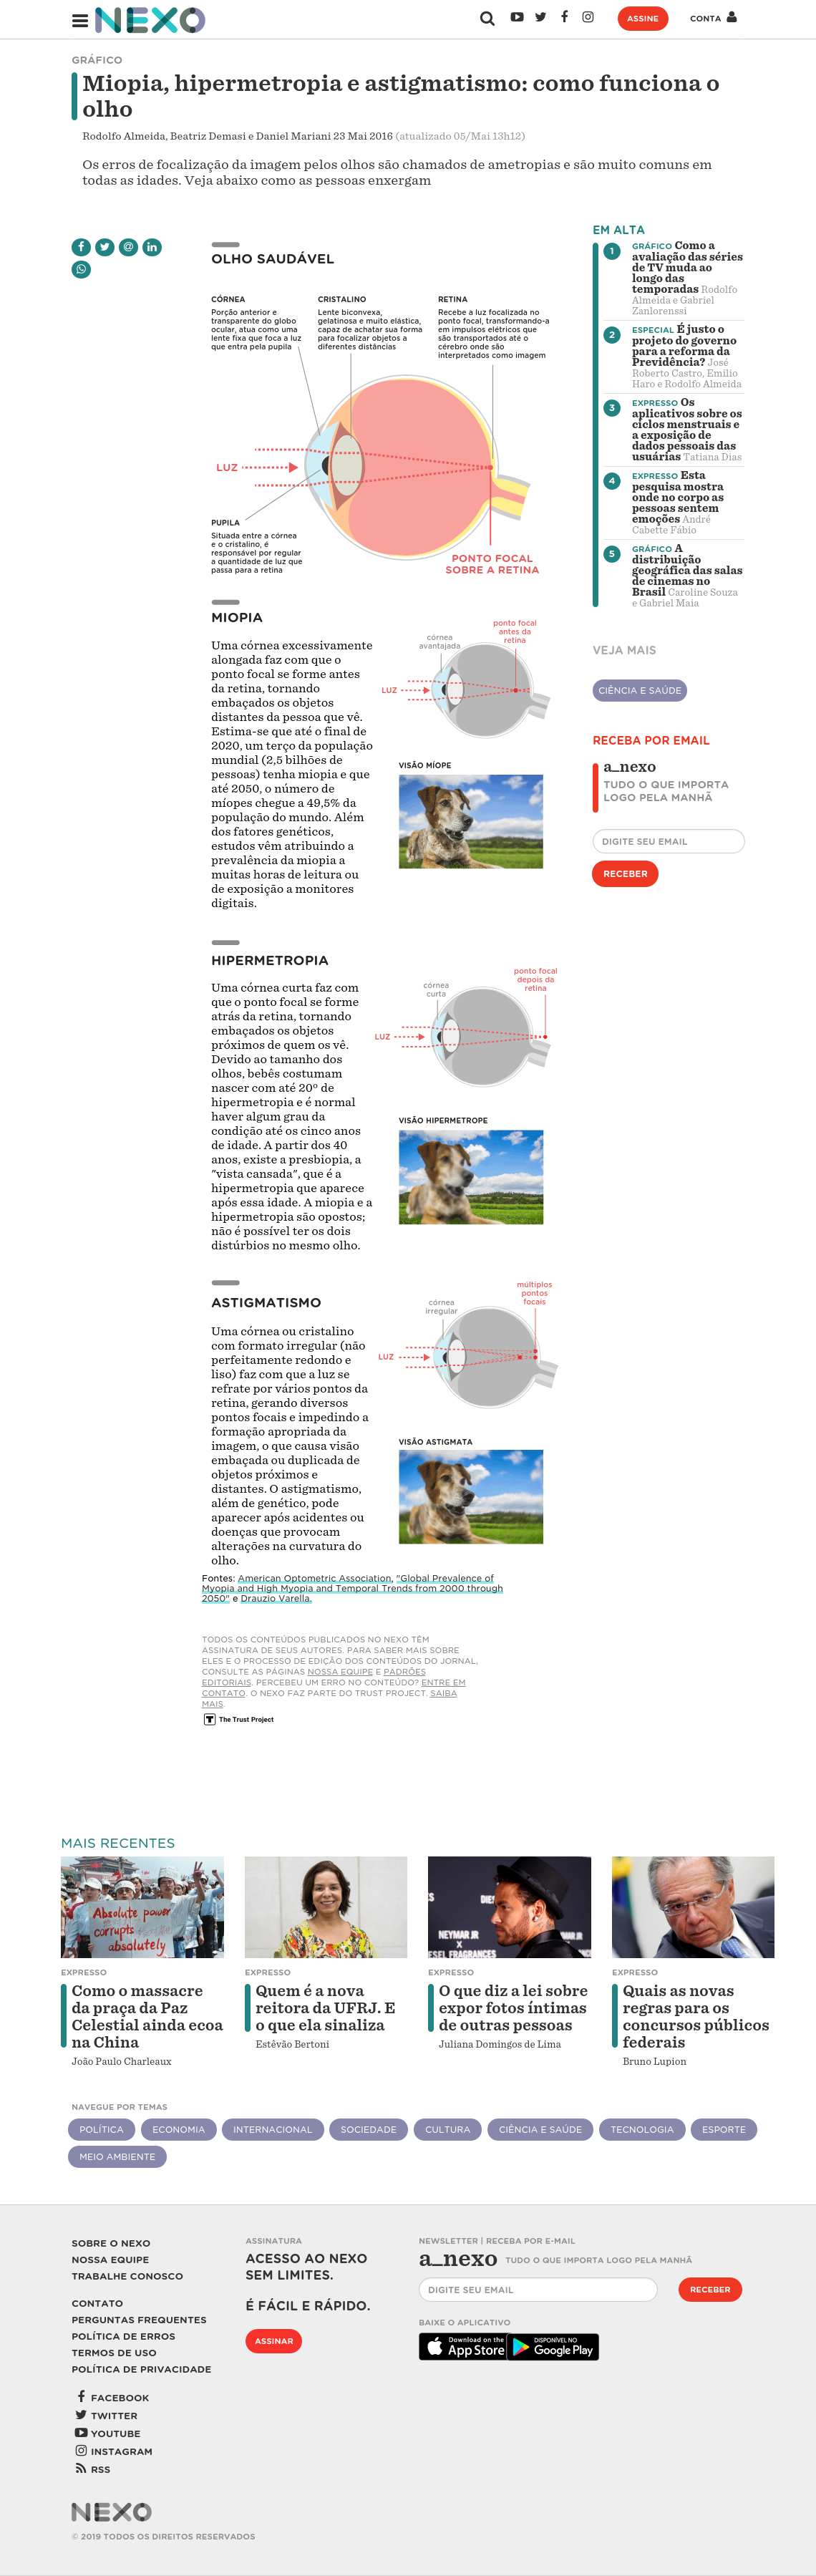 NEXO
ASSINE
CONTA
GRÁFICO
Miopia, hipermetropia e astigmatismo: como funciona o
olho
Rodolfo Almeida, Beatriz Demasi e Daniel Mariani 23 Mai 2016 (atualizado 05/Mai 13h12)
Os erros de focalização da imagem pelos olhos são chamados de ametropias e são muito comuns em
todas as idades. Veja abaixo como as pessoas enxergam
OLHO SAUDÁVEL
CÓRNEA
Porção anterior e
transparente do globo
ocular, atua como uma
lente fixa que foca a luz
que entra pela pupila
CRISTALINO
Lente biconvexa,
gelatinosa e muito elástica,
capaz de achatar sua forma
para focalizar objetos a
diferentes distâncias
RETINA
Recebe a luz focalizada no
ponto focal, transformando-a
em impulsos elétricos que
são transportados até o
cérebro onde são
interpretados como imagem
LUZ
PUPILA
Situada entre a córnea
e o cristalino, é
responsável por regular
a quantidade de luz que
passa para a retina
PONTO FOCAL
SOBRE A RETINA
MIOPIA
Uma córnea excessivamente
alongada faz com que o
ponto focal se forme antes
da retina, tornando
embaçados os objetos
distantes da pessoa que vê.
Estima-se que até o final de
2020, um terço da população
mundial (2,5 bilhões de
pessoas) tenha miopia e que
até 2050, o número de
míopes chegue a 49,5% da
população do mundo. Além
dos fatores genéticos,
estudos vêm atribuindo a
prevalência da miopia a
muitas horas de leitura ou
de exposição a monitores
digitais.
córnea
avantajada
ponto focal
antes da
retina
LUZ
VISÃO MÍOPE
HIPERMETROPIA
Uma córnea curta faz com
que o ponto focal se forme
atrás da retina, tornando
embaçados os objetos
próximos de quem os vê.
Devido ao tamanho dos
olhos, bebês costumam
nascer com até 20º de
hipermetropia e é normal
haver algum grau da
condição até os cinco anos
de idade. A partir dos 40
anos, existe a presbiopia, a
"vista cansada", que é a
hipermetropia que aparece
após essa idade. A miopia e a
hipermetropia são opostos;
não é possível ter os dois
distúrbios no mesmo olho.
córnea
curta
ponto focal
depois da
retina
LUZ
VISÃO HIPERMETROPE
ASTIGMATISMO
Uma córnea ou cristalino
com formato irregular (não
perfeitamente redondo e
liso) faz com que a luz se
refrate por vários pontos da
retina, gerando diversos
pontos focais e impedindo a
formação apropriada da
imagem, o que causa visão
embaçada ou duplicada de
objetos próximos e
distantes. O astigmatismo,
além de genético, pode
aparecer após acidentes ou
doenças que provocam
alterações na curvatura do
olho.
córnea
irregular
múltiplos
pontos
focais
LUZ
VISÃO ASTIGMATA
Fontes: American Optometric Association, "Global Prevalence of
Myopia and High Myopia and Temporal Trends from 2000 through
2050" e Drauzio Varella.
TODOS OS CONTEÚDOS PUBLICADOS NO NEXO TÊM
ASSINATURA DE SEUS AUTORES. PARA SABER MAIS SOBRE
ELES E O PROCESSO DE EDIÇÃO DOS CONTEÚDOS DO JORNAL,
CONSULTE AS PÁGINAS NOSSA EQUIPE E PADRÕES
EDITORIAIS. PERCEBEU UM ERRO NO CONTEÚDO? ENTRE EM
CONTATO. O NEXO FAZ PARTE DO TRUST PROJECT. SAIBA
MAIS.
T The Trust Project
EM ALTA
1 GRÁFICO Como a
avaliação das séries
de TV muda ao
longo das
temporadas Rodolfo
Almeida e Gabriel
Zanlorenssi
2 ESPECIAL É justo o
projeto do governo
para a reforma da
Previdência? José
Roberto Castro, Emilio
Haro e Rodolfo Almeida
3 EXPRESSO Os
aplicativos sobre os
ciclos menstruais e
a exposição de
dados pessoais das
usuárias Tatiana Dias
4 EXPRESSO Esta
pesquisa mostra
onde no corpo as
pessoas sentem
emoções André
Cabette Fábio
5 GRÁFICO A
distribuição
geográfica das salas
de cinemas no
Brasil Caroline Souza
e Gabriel Maia
VEJA MAIS
CIÊNCIA E SAÚDE
RECEBA POR EMAIL
a_nexo
TUDO O QUE IMPORTA
LOGO PELA MANHÃ
DIGITE SEU EMAIL
RECEBER
MAIS RECENTES
Absolute power
corrupts
absolutely
EXPRESSO
Como o massacre
da praça da Paz
Celestial ainda ecoa
na China
João Paulo Charleaux
EXPRESSO
Quem é a nova
reitora da UFRJ. E
o que ela sinaliza
Estêvão Bertoni
DIESE
NEYMAR JR
X
ESEL FRAGRANCES
EXPRESSO
O que diz a lei sobre
expor fotos íntimas
de outras pessoas
Juliana Domingos de Lima
EXPRESSO
Quais as novas
regras para os
concursos públicos
federais
Bruno Lupion
NAVEGUE POR TEMAS
POLÍTICA ECONOMIA INTERNACIONAL SOCIEDADE CULTURA CIÊNCIA E SAÚDE TECNOLOGIA ESPORTE
MEIO AMBIENTE
SOBRE O NEXO
NOSSA EQUIPE
TRABALHE CONOSCO
CONTATO
PERGUNTAS FREQUENTES
POLÍTICA DE ERROS
TERMOS DE USO
POLÍTICA DE PRIVACIDADE
FACEBOOK
TWITTER
YOUTUBE
INSTAGRAM
RSS
ASSINATURA
ACESSO AO NEXO
SEM LIMITES.
É FÁCIL E RÁPIDO.
ASSINAR
NEWSLETTER | RECEBA POR E-MAIL
a_nexo TUDO O QUE IMPORTA LOGO PELA MANHÃ
DIGITE SEU EMAIL
RECEBER
BAIXE O APLICATIVO
Download on the
App Store
DISPONÍVEL NO
Google Play
NEXO
© 2019 TODOS OS DIREITOS RESERVADOS